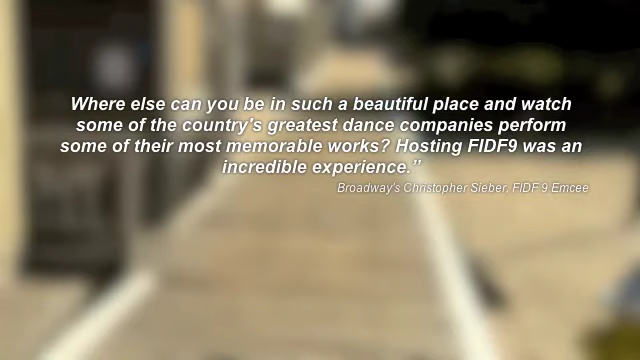 Where else can you be in such a beautiful place and watch
some of the country's greatest dance companies perform
some of their most memorable works? Hosting FIDF9 was an
incredible experience.”
Broadway's Christopher Sieber, FIDF 9 Emcee